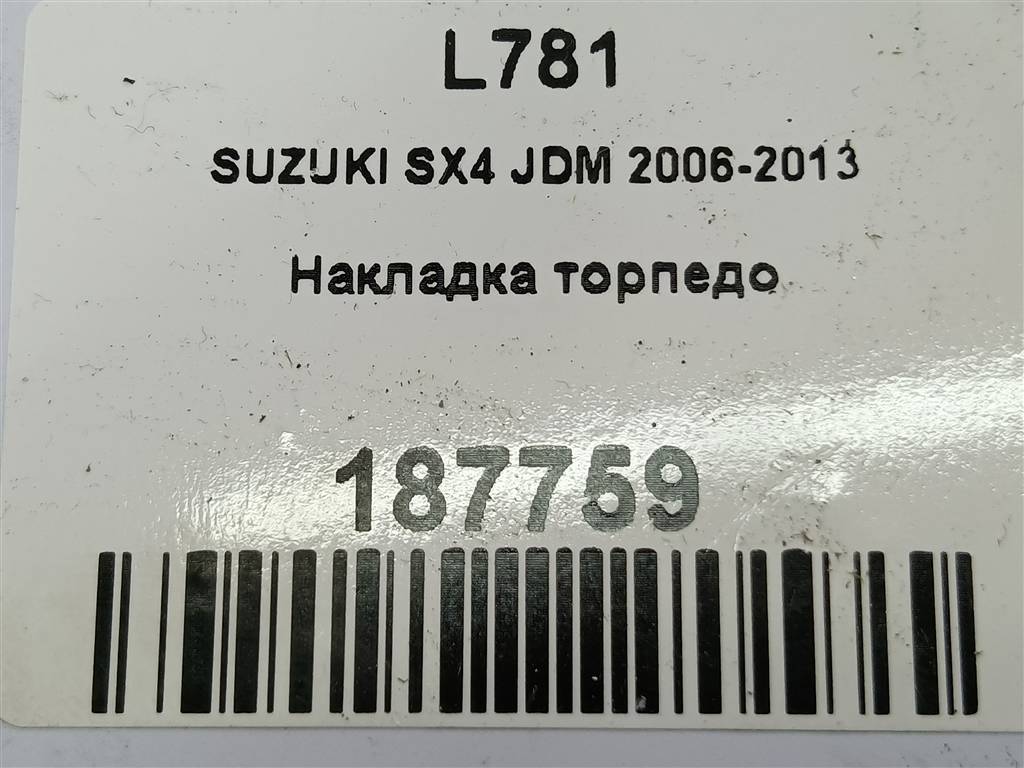 L781
SUZUKI SX4 JDM 2006-2013
Накладка торпедо
187759